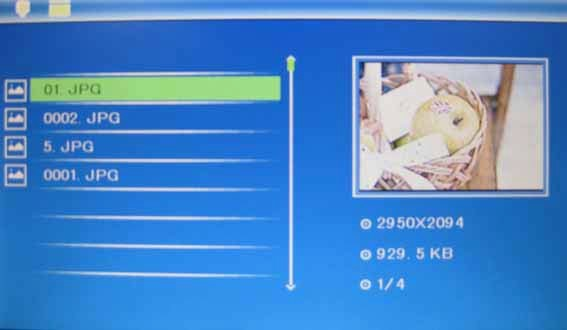 01. JPG
0002. JPG
5. JPG
0001. JPG
2950X2094
929. 5 KB
1/4